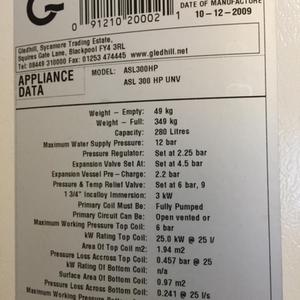 G
0 91210 20002 1
DATE OF MANUFACTURE
10-12-2009
Gledhill, Sycamore Trading Estate,
Squires Gate Lane, Blackpool FY4 3RL
Tel: 08449 310000 Fax: 01253 474445
www.gledhill.net
APPLIANCE DATA
MODEL: ASL300HP
ASL 300 HP UNV
Weight - Empty: 49 kg
Weight - Full: 349 kg
Capacity: 280 Litres
Maximum Water Supply Pressure: 12 bar
Pressure Regulator: Set at 2.25 bar
Expansion Valve Set At: Set at 4.5 bar
Expansion Vessel Pre - Charge: 2.2 bar
Pressure & Temp Relief Valve: Set at 6 bar, 9
1 3/4" Incalloy Immersion: 3 kW
Primary Coil Must Be: Fully Pumped
Primary Circuit Can Be: Open vented or
Maximum Working Pressure Top Coil: 6 bar
kW Rating Top Coil: 25.0 kW @ 25 l/
Area Of Top Coil m2: 1.94 m2
Pressure Loss Accross Top Coil: 0.457 bar @ 25
kW Rating Of Bottom Coil: n/a
Surface Area Of Bottom Coil: 0.97 m2
Pressure Loss Across Bottom Coil: 0.241 @ 25 l/s
Maximum Working Pressure Bottom